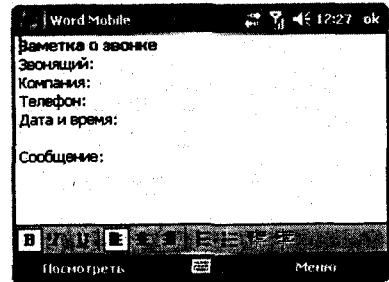 Word Mobile 12:27 ok
Заметка о звонке
Звонящий:
Компания:
Телефон:
Дата и время:
Сообщение:
B
Посмотреть Меню